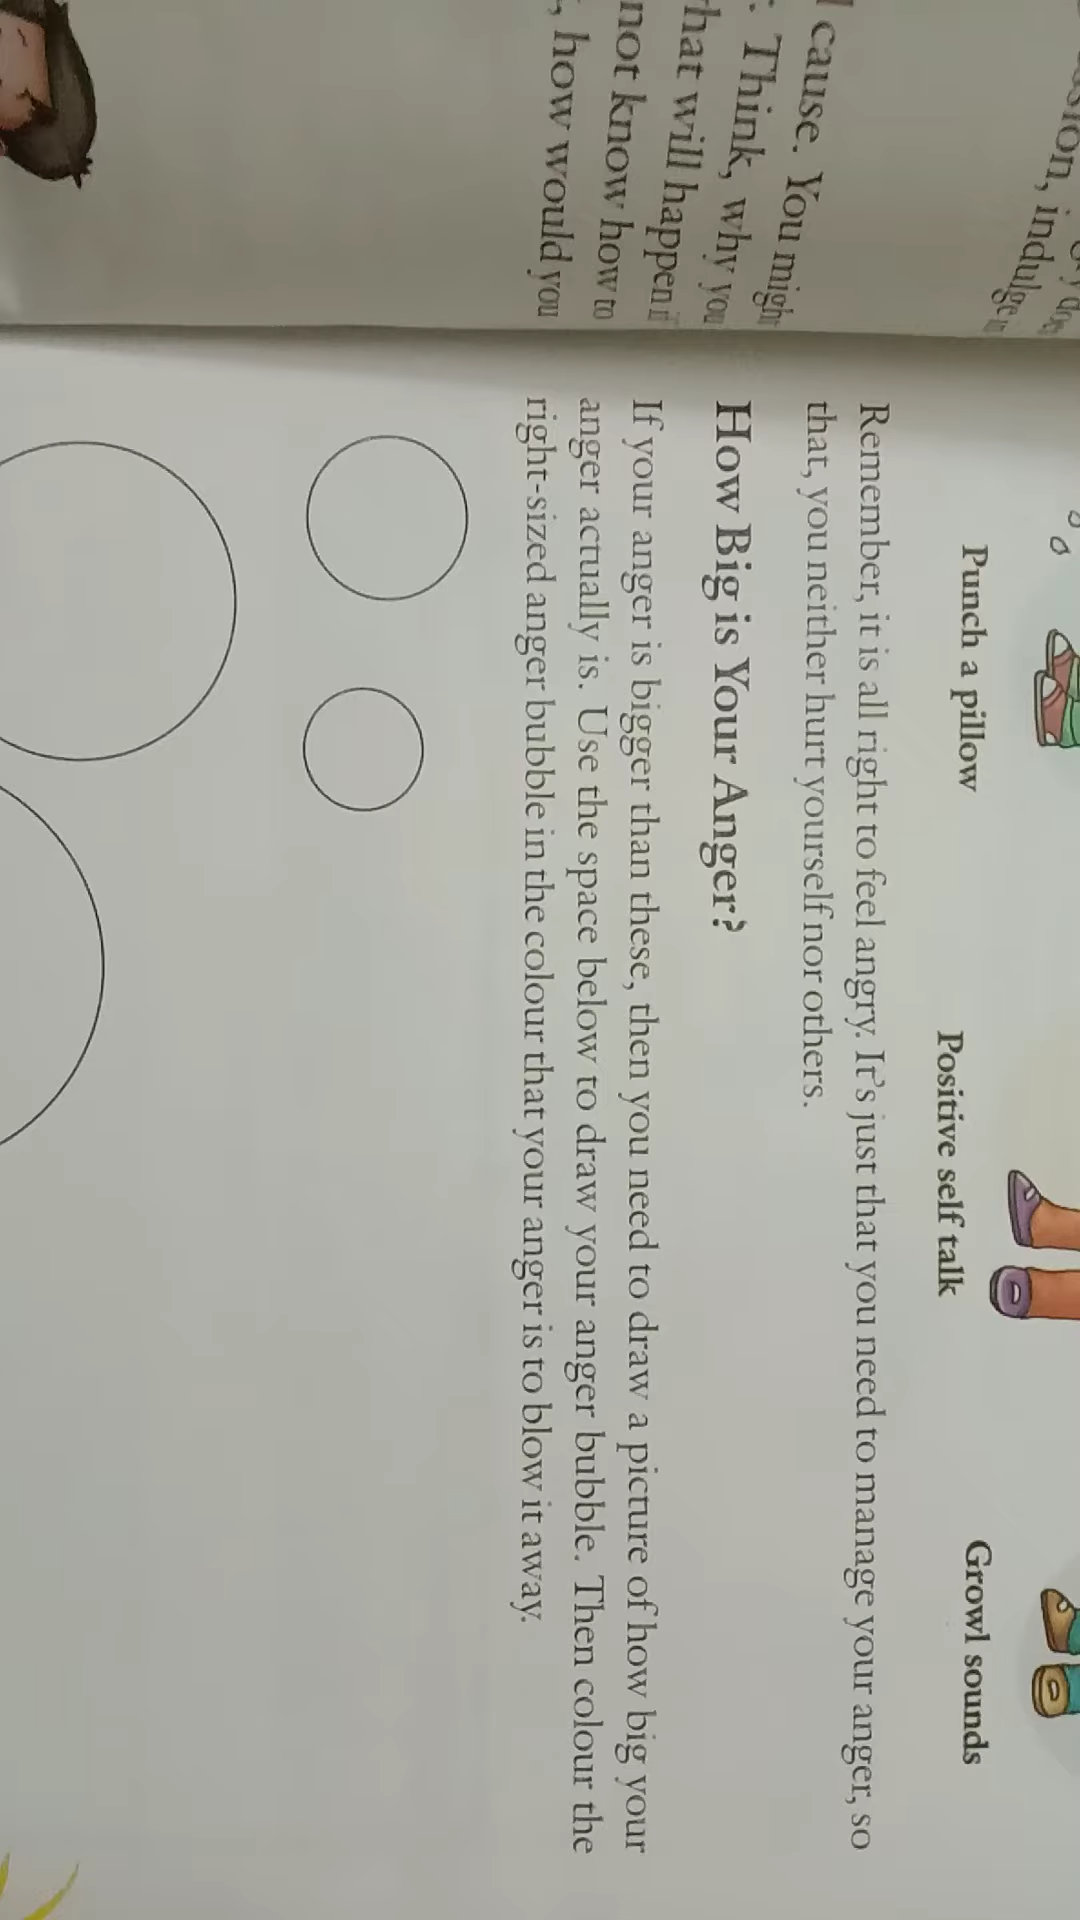 sion, indulge
cause. You might
Think, why you
hat will happen if
not know how to
, how would you
Punch a pillow
Positive self talk
Growl sounds
Remember, it is all right to feel angry. It's just that you need to manage your anger, so
that, you neither hurt yourself nor others.
How Big is Your Anger?
If your anger is bigger than these, then you need to draw a picture of how big your
anger actually is. Use the space below to draw your anger bubble. Then colour the
right-sized anger bubble in the colour that your anger is to blow it away.